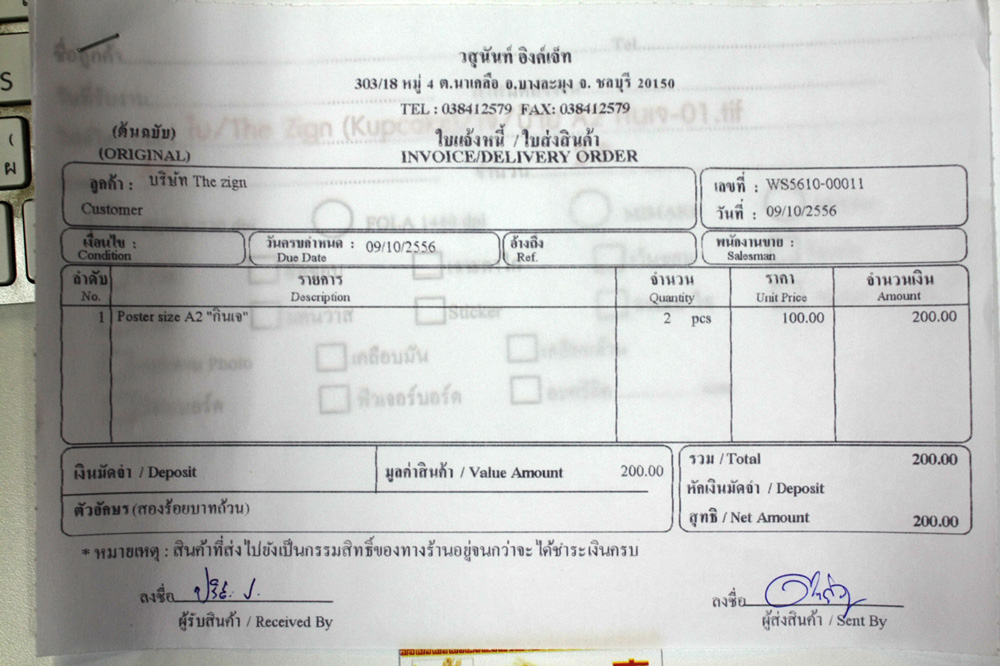 วสุนันท์ อิงค์เจ็ท
303/18 หมู่ 4 ต.นาเกลือ อ.บางละมุง จ. ชลบุรี 20150
TEL : 038412579 FAX: 038412579
(ต้นฉบับ)
(ORIGINAL)
ใบแจ้งหนี้ / ใบส่งสินค้า
INVOICE/DELIVERY ORDER
ลูกค้า : บริษัท The zign
Customer
เลขที่ : WS5610-00011
วันที่ : 09/10/2556
เงื่อนไข :
Condition
วันครบกำหนด : 09/10/2556
Due Date
อ้างถึง
Ref.
พนักงานขาย :
Salesman
ลำดับ รายการ จำนวน ราคา จำนวนเงิน
No. Description Quantity Unit Price Amount
1 Poster size A2 "กินเจ" 2 pcs 100.00 200.00
เงินมัดจำ / Deposit
มูลค่าสินค้า / Value Amount 200.00
ตัวอักษร (สองร้อยบาทถ้วน)
รวม / Total 200.00
หักเงินมัดจำ / Deposit
สุทธิ / Net Amount 200.00
* หมายเหตุ : สินค้าที่ส่งไปยังเป็นกรรมสิทธิ์ของทางร้านอยู่จนกว่าจะ ได้ชำระเงินครบ
ลงชื่อ
ผู้รับสินค้า / Received By
ลงชื่อ
ผู้ส่งสินค้า / Sent By